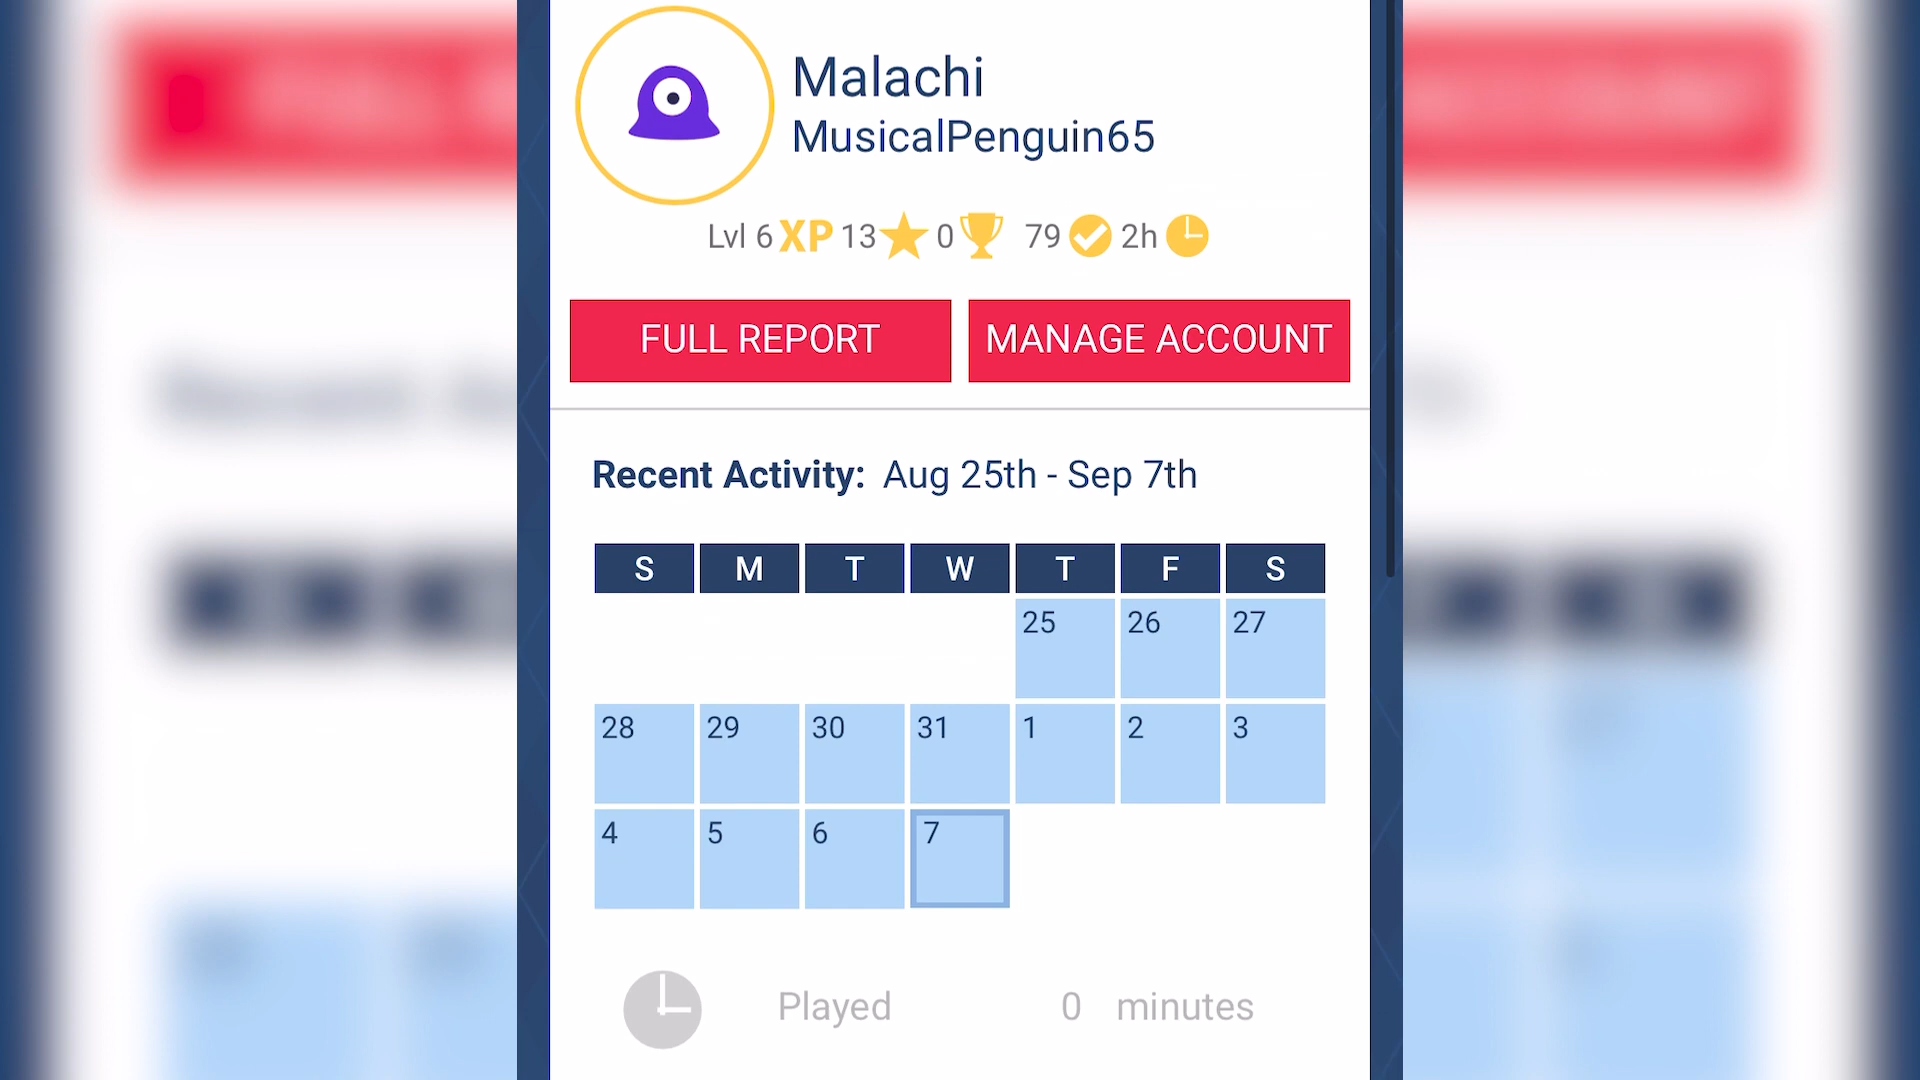 Malachi
MusicalPenguin65
Lvl 6 XP 13 0 79 2h
FULL REPORT MANAGE ACCOUNT
Recent Activity: Aug 25th - Sep 7th
S M T W T F S
25 26 27
28 29 30 31 1 2 3
4 5 6 7
Played 0 minutes